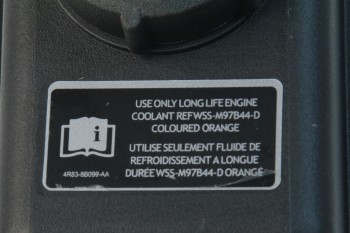 USE ONLY LONG LIFE ENGINE
COOLANT REF WSS-M97B44-D
COLOURED ORANGE
UTILISE SEULEMENT FLUIDE DE
REFROIDISSEMENT A LONGUE
DURÉE WSS-M97B44-D ORANGE
4R83-8B099-AA